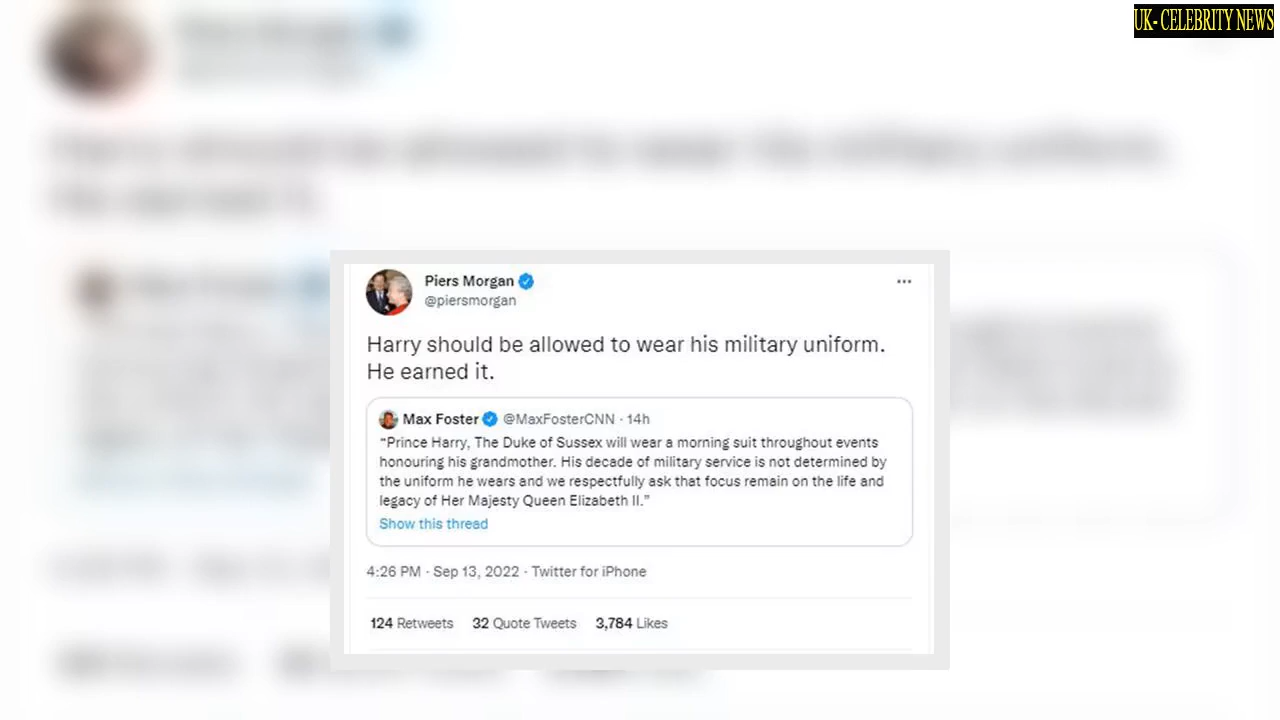 UK- CELEBRITY NEWS
Piers Morgan
@piersmorgan
Harry should be allowed to wear his military uniform.
He earned it.
Max Foster @MaxFosterCNN · 14h
“Prince Harry, The Duke of Sussex will wear a morning suit throughout events
honouring his grandmother. His decade of military service is not determined by
the uniform he wears and we respectfully ask that focus remain on the life and
legacy of Her Majesty Queen Elizabeth II.”
Show this thread
4:26 PM · Sep 13, 2022 · Twitter for iPhone
124 Retweets 32 Quote Tweets 3,784 Likes